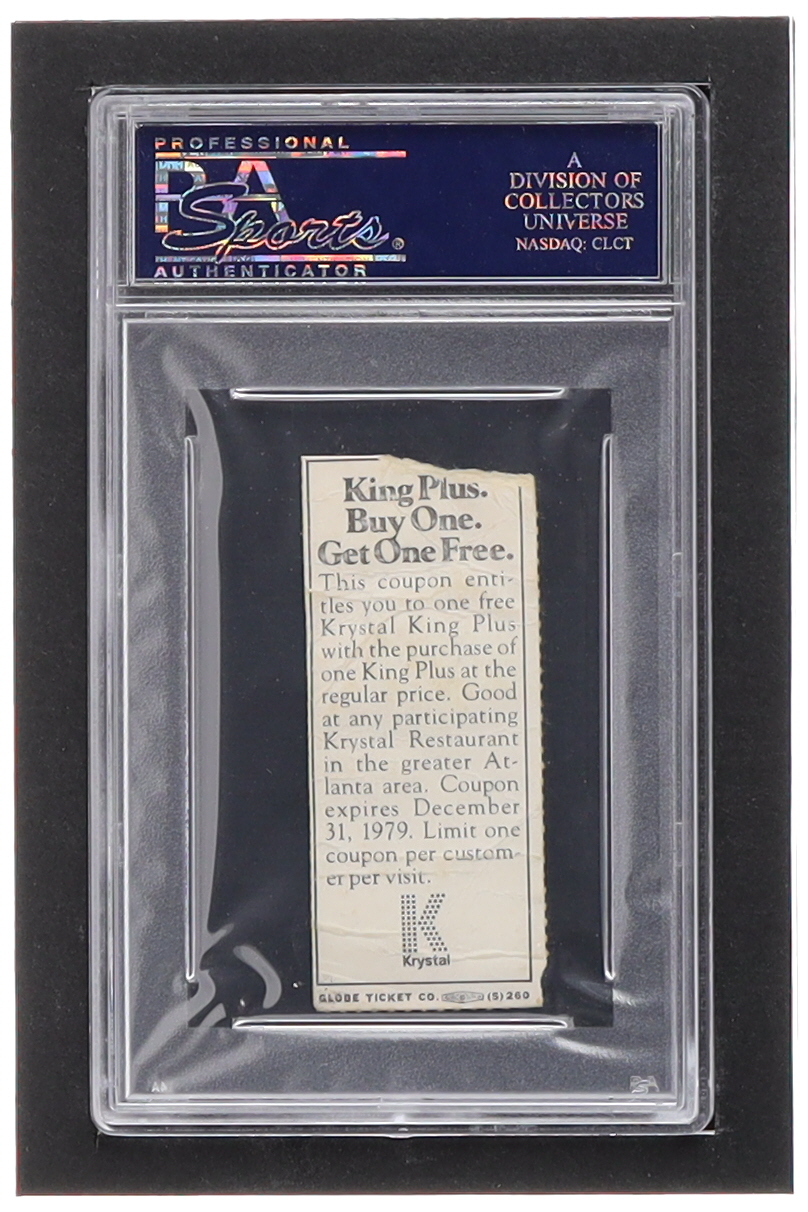 PROFESSIONAL
PSA
Sports®
AUTHENTICATOR
A
DIVISION OF
COLLECTORS
UNIVERSE
NASDAQ: CLCT
King Plus.
Buy One.
Get One Free.
This coupon enti-
tles you to one free
Krystal King Plus
with the purchase of
one King Plus at the
regular price. Good
at any participating
Krystal Restaurant
in the greater At-
lanta area. Coupon
expires December
31, 1979. Limit one
coupon per custom-
er per visit.
K
Krystal
GLOBE TICKET CO. (S) 260
PSA